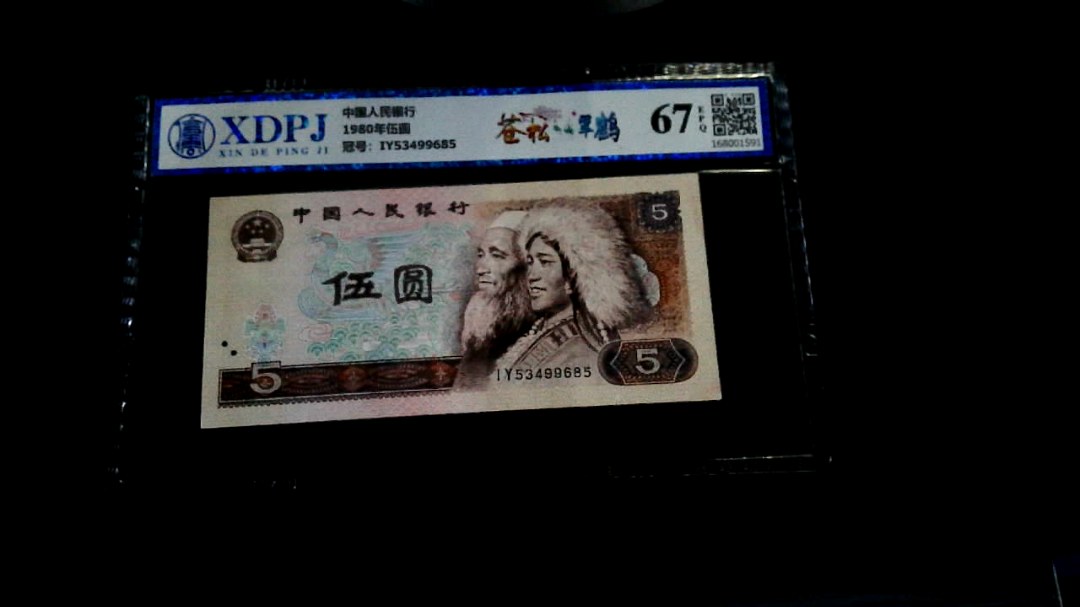 XDPJ
XIN DE PING JI
中国人民银行
1980年伍圆
冠号: IY53499685
苍松翠鹤
67
EPQ
168001591
中国人民银行
5
伍圆
5
IY53499685
5